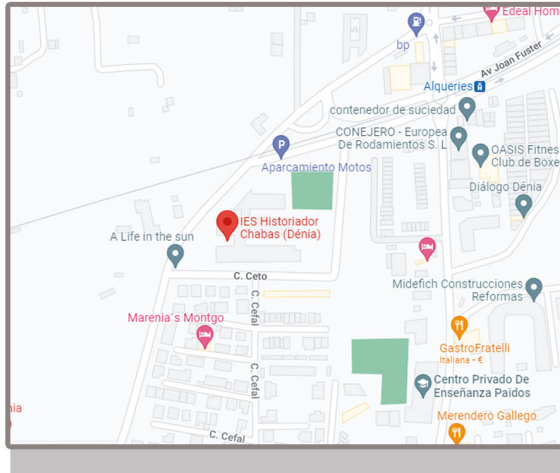 Edeal Hom
bp
Av Joan Fuster
Alqueries
contenedor de suciedad
CONEJERO - Europea
De Rodamientos S. L
OASIS Fitnes
Club de Boxe
P
Aparcamiento Motos
Diálogo Dénia
IES Historiador
Chabas (Dénia)
A Life in the sun
C. Ceto
Midefich Construcciones
Reformas
C. Cefal
Marenia´s Montgo
GastroFratelli
Italiana • €
C. Cefal
Centro Privado De
Enseñanza Paidos
nia
)
Merendero Gallego
C. Cefal